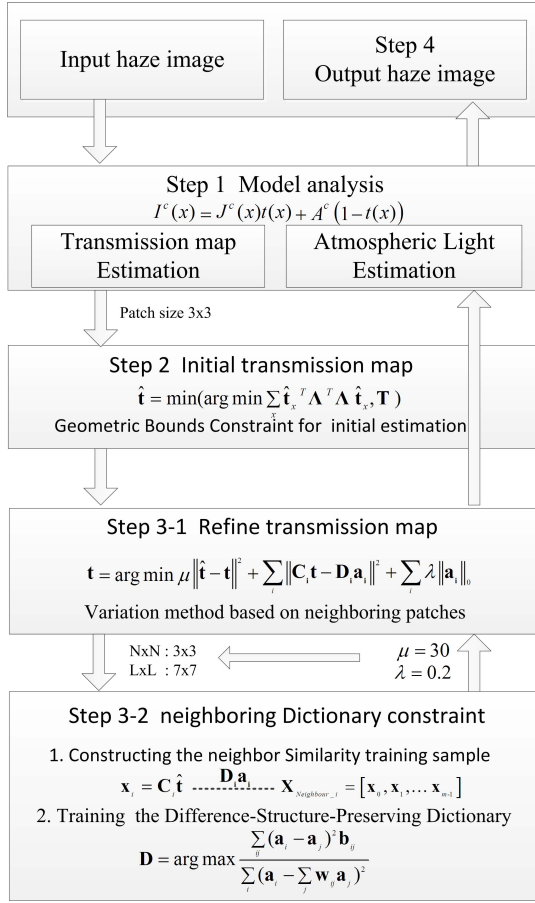 Input haze image
Step 4
Output haze image
Step 1 Model analysis
I^c(x) = J^c(x)t(x) + A^c(1−t(x))
Transmission map
Estimation
Atmospheric Light
Estimation
Patch size 3x3
Step 2 Initial transmission map
t̂ = min(arg min ∑_x t̂_x^T Λ^T Λ t̂_x, T )
Geometric Bounds Constraint for initial estimation
Step 3-1 Refine transmission map
t = arg min μ‖t̂ − t‖^2 + ∑_i ‖C_i t − D_i a_i‖^2 + ∑_i λ‖a_i‖_0
Variation method based on neighboring patches
NxN : 3x3
LxL : 7x7
μ = 30
λ = 0.2
Step 3-2 neighboring Dictionary constraint
1. Constructing the neighbor Similarity training sample
x_i = C_i t̂ --------D_i a_i-------- X_Neighbour_i = [x_0, x_1, ... x_m-1]
2. Training the Difference-Structure-Preserving Dictionary
D = arg max ∑_ij (a_i − a_j)^2 b_ij / ∑_i (a_i − ∑_j w_ij a_j)^2